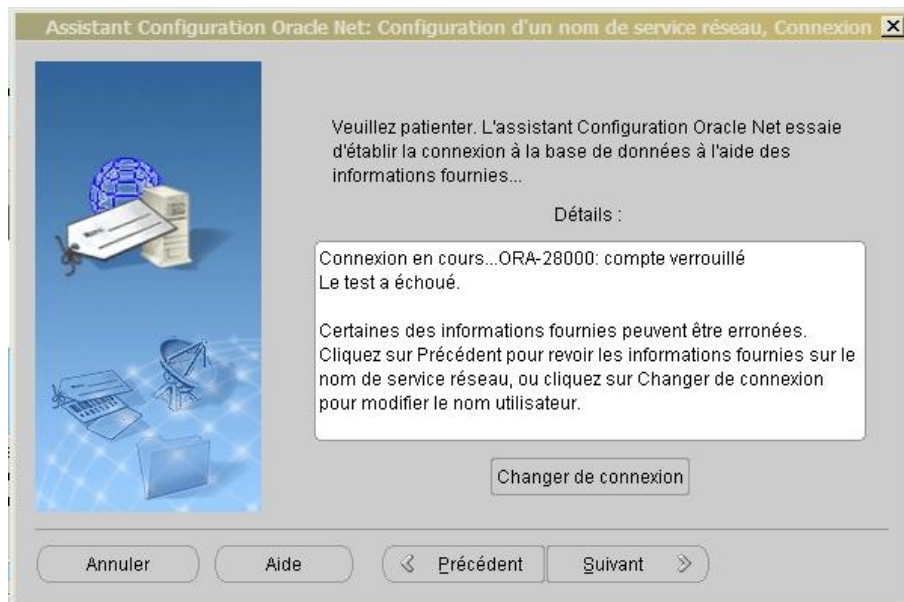 Assistant Configuration Oracle Net: Configuration d'un nom de service réseau, Connexion
Veuillez patienter. L'assistant Configuration Oracle Net essaie
d'établir la connexion à la base de données à l'aide des
informations fournies...
Détails :
Connexion en cours...ORA-28000: compte verrouillé
Le test a échoué.
Certaines des informations fournies peuvent être erronées.
Cliquez sur Précédent pour revoir les informations fournies sur le
nom de service réseau, ou cliquez sur Changer de connexion
pour modifier le nom utilisateur.
Changer de connexion
Annuler
Aide
Précédent
Suivant